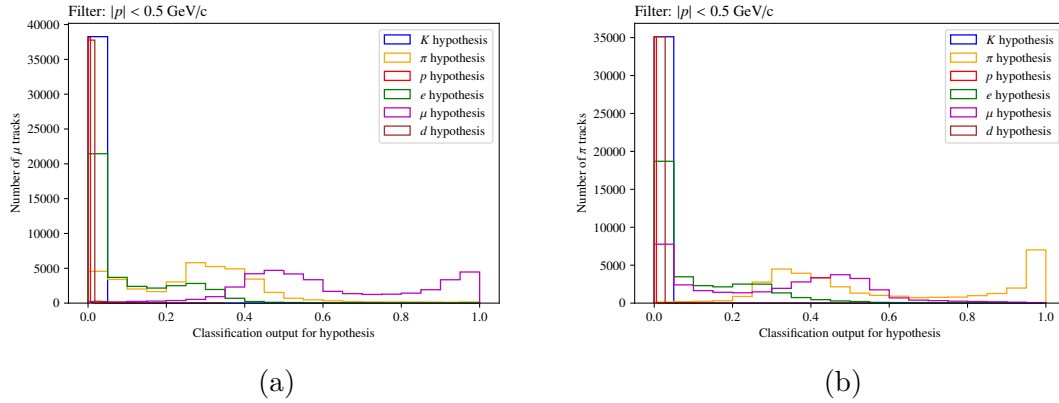 Filter: |p| < 0.5 GeV/c
40000
35000
30000
25000
20000
15000
10000
5000
0
Number of μ tracks
K hypothesis
π hypothesis
p hypothesis
e hypothesis
μ hypothesis
d hypothesis
0.0 0.2 0.4 0.6 0.8 1.0
Classification output for hypothesis
(a)
Filter: |p| < 0.5 GeV/c
35000
30000
25000
20000
15000
10000
5000
0
Number of π tracks
K hypothesis
π hypothesis
p hypothesis
e hypothesis
μ hypothesis
d hypothesis
0.0 0.2 0.4 0.6 0.8 1.0
Classification output for hypothesis
(b)